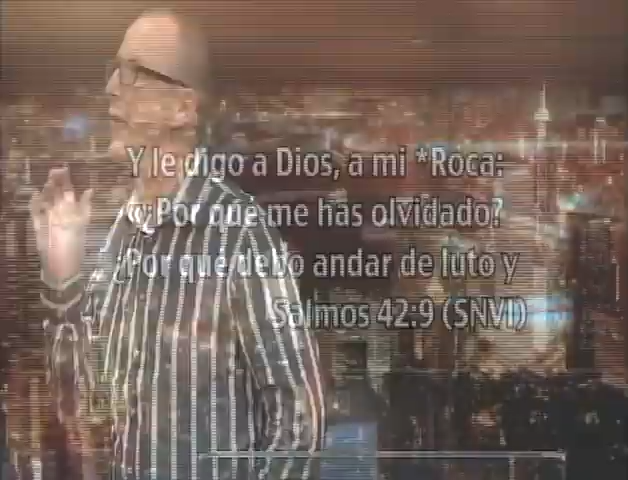 Y le digo a Dios, a mi *Roca:
«¿Por qué me has olvidado?
¿Por qué debo andar de luto y
Salmos 42:9 (SNVI)